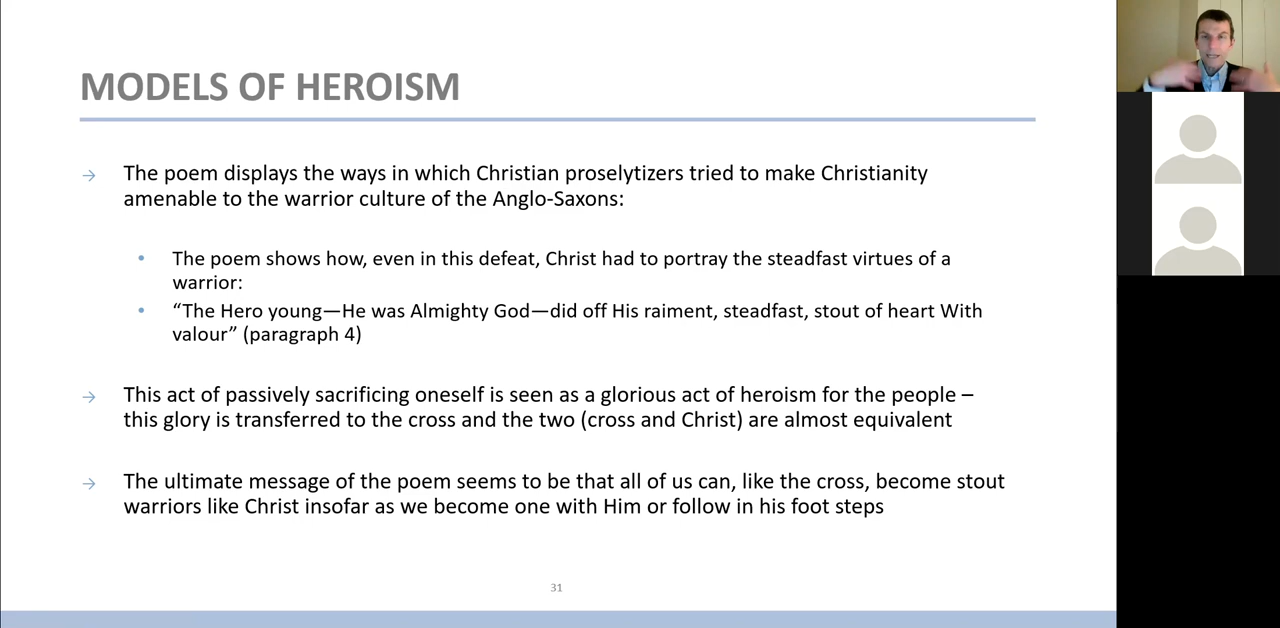 MODELS OF HEROISM
→ The poem displays the ways in which Christian proselytizers tried to make Christianity
amenable to the warrior culture of the Anglo-Saxons:
• The poem shows how, even in this defeat, Christ had to portray the steadfast virtues of a
warrior:
• “The Hero young—He was Almighty God—did off His raiment, steadfast, stout of heart With
valour” (paragraph 4)
→ This act of passively sacrificing oneself is seen as a glorious act of heroism for the people –
this glory is transferred to the cross and the two (cross and Christ) are almost equivalent
→ The ultimate message of the poem seems to be that all of us can, like the cross, become stout
warriors like Christ insofar as we become one with Him or follow in his foot steps
31